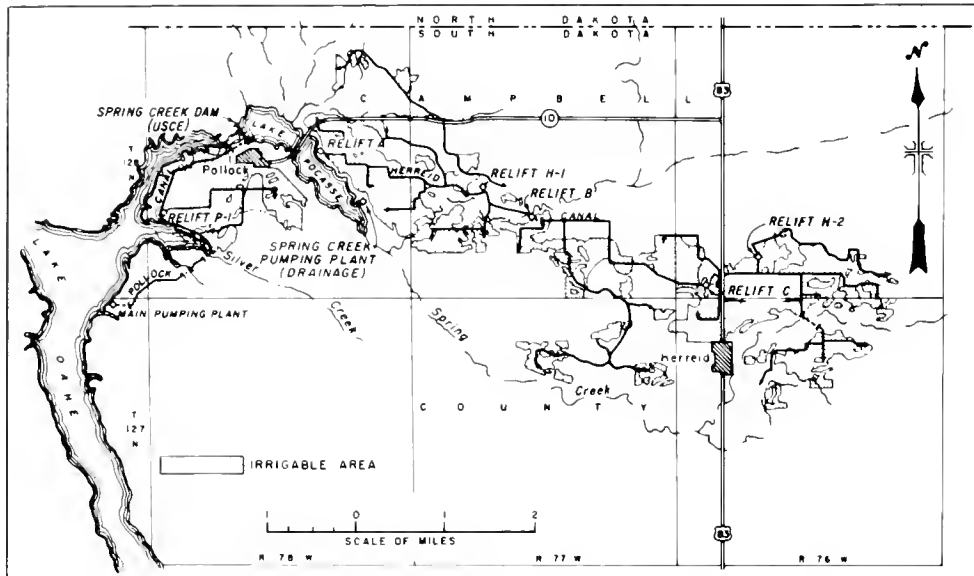 NORTH DAKOTA
SOUTH DAKOTA
83
N
CAMPBELL
SPRING CREEK DAM
(USCE)
LAKE
10
T
128
N
RELIFT A
POCASSE
Pollock
HERREID
RELIFT H-1
CANAL
RELIFT B
CANAL
RELIFT P-1
RELIFT H-2
SPRING CREEK
PUMPING PLANT
(DRAINAGE)
LAKE
Silver
POLLOCK
RELIFT C
MAIN PUMPING PLANT
Creek
Spring
OAHE
Herreid
Creek
T
127
N
COUNTY
IRRIGABLE AREA
1 0 1 2
SCALE OF MILES
83
R 78 W
R 77 W
R 76 W